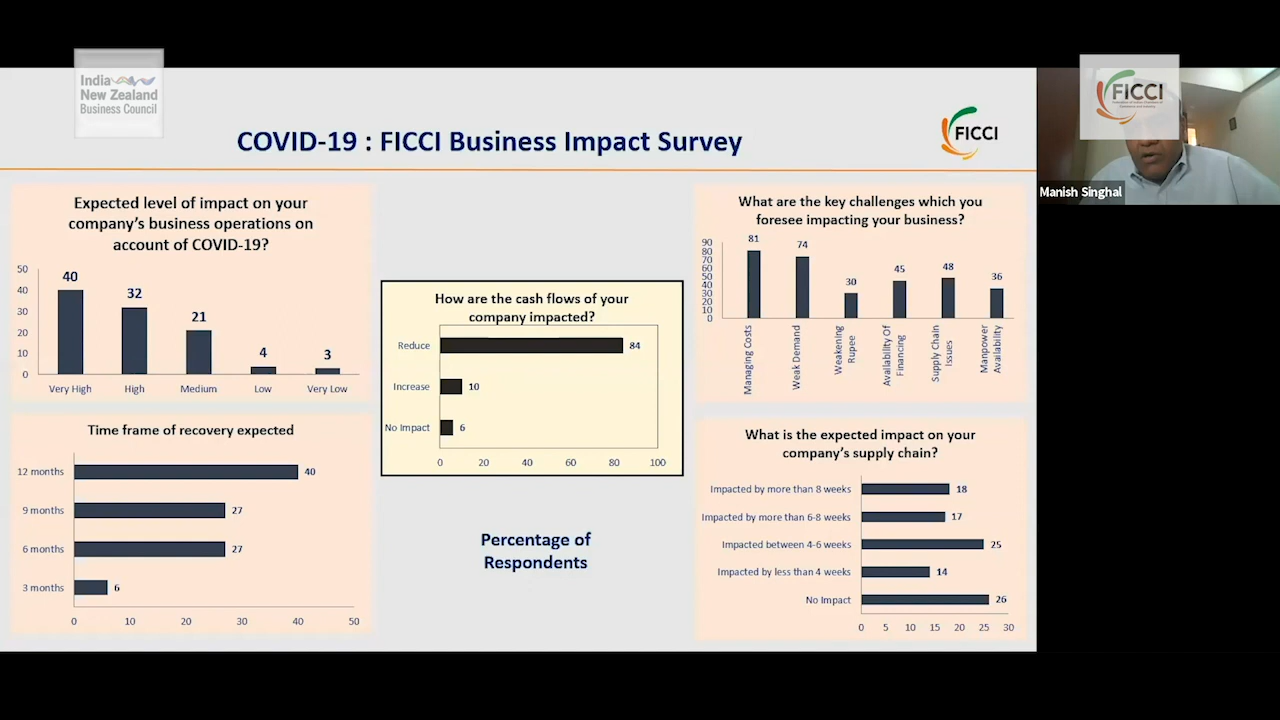 India
New Zealand
Business Council
COVID-19 : FICCI Business Impact Survey
FICCI
FICCI
Manish Singhal
Expected level of impact on your
company's business operations on
account of COVID-19?
50
40
30
20
10
0
40
32
21
4
3
Very High
High
Medium
Low
Very Low
Time frame of recovery expected
12 months
40
9 months
27
6 months
27
3 months
6
0
10
20
30
40
50
How are the cash flows of your
company impacted?
Reduce
84
Increase
10
No Impact
6
0
20
40
60
80
100
Percentage of
Respondents
What are the key challenges which you
foresee impacting your business?
90
80
70
60
50
40
30
20
10
0
81
74
30
45
48
36
Managing Costs
Weak Demand
Weakening
Rupee
Availability Of
Financing
Supply Chain
Issues
Manpower
Availability
What is the expected impact on your
company's supply chain?
Impacted by more than 8 weeks
18
Impacted by more than 6-8 weeks
17
Impacted between 4-6 weeks
25
Impacted by less than 4 weeks
14
No Impact
26
0
5
10
15
20
25
30